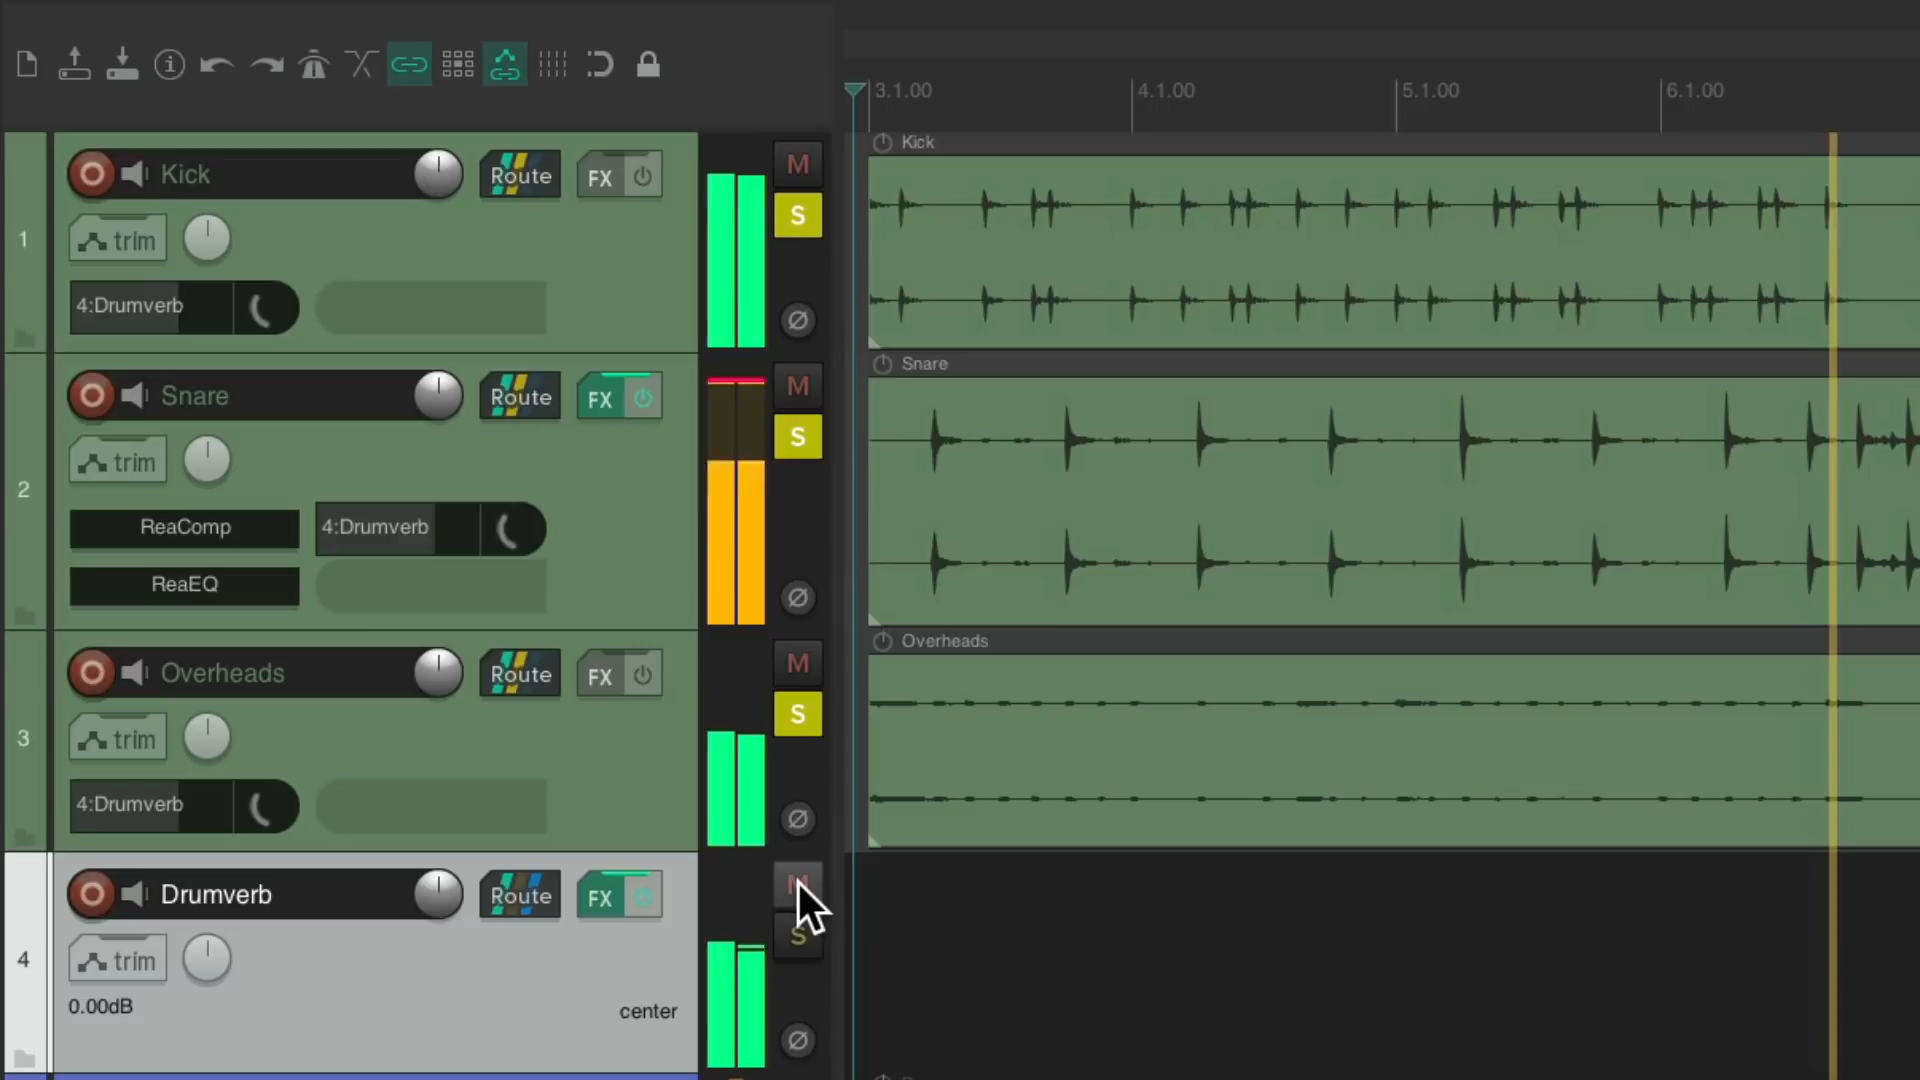 3.1.00 4.1.00 5.1.00 6.1.00
1 Kick Route FX M Kick
trim S
4:Drumverb
2 Snare Route FX M Snare
trim S
ReaComp 4:Drumverb
ReaEQ
3 Overheads Route FX M Overheads
trim S
4:Drumverb
4 Drumverb Route FX M
trim S
0.00dB center